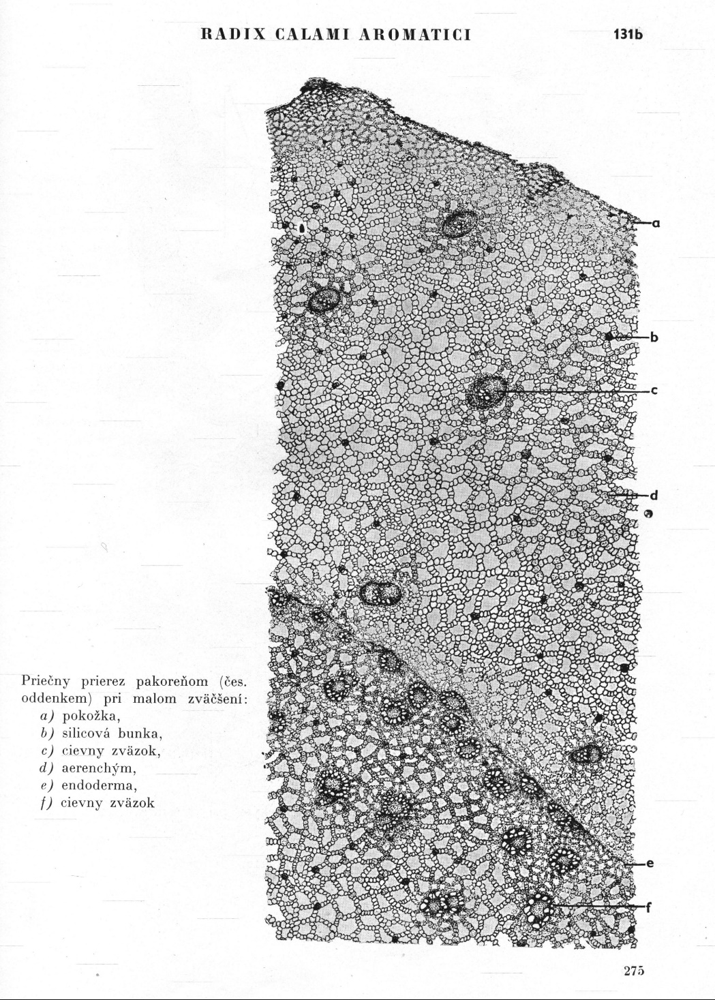 RADIX CALAMI AROMATICI
131b
a
b
c
d
Priečny prierez pakoreňom (čes.
oddenkem) pri malom zväčšení:
a) pokožka,
b) silicová bunka,
c) cievny zväzok,
d) aerenchým,
e) endoderma,
f) cievny zväzok
e
f
275